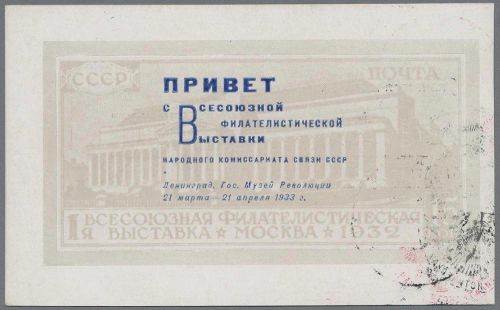 СССР
ПОЧТА
ПРИВЕТ
С ВСЕСОЮЗНОЙ
ФИЛАТЕЛИСТИЧЕСКОЙ
ВЫСТАВКИ
НАРОДНОГО КОМИССАРИАТА СВЯЗИ СССР
Ленинград, Гос. Музей Революции
21 марта — 21 апреля 1933 г.
1Я ВСЕСОЮЗНАЯ ФИЛАТЕЛИСТИЧЕСКАЯ
ВЫСТАВКА ★ МОСКВА ★ 1932